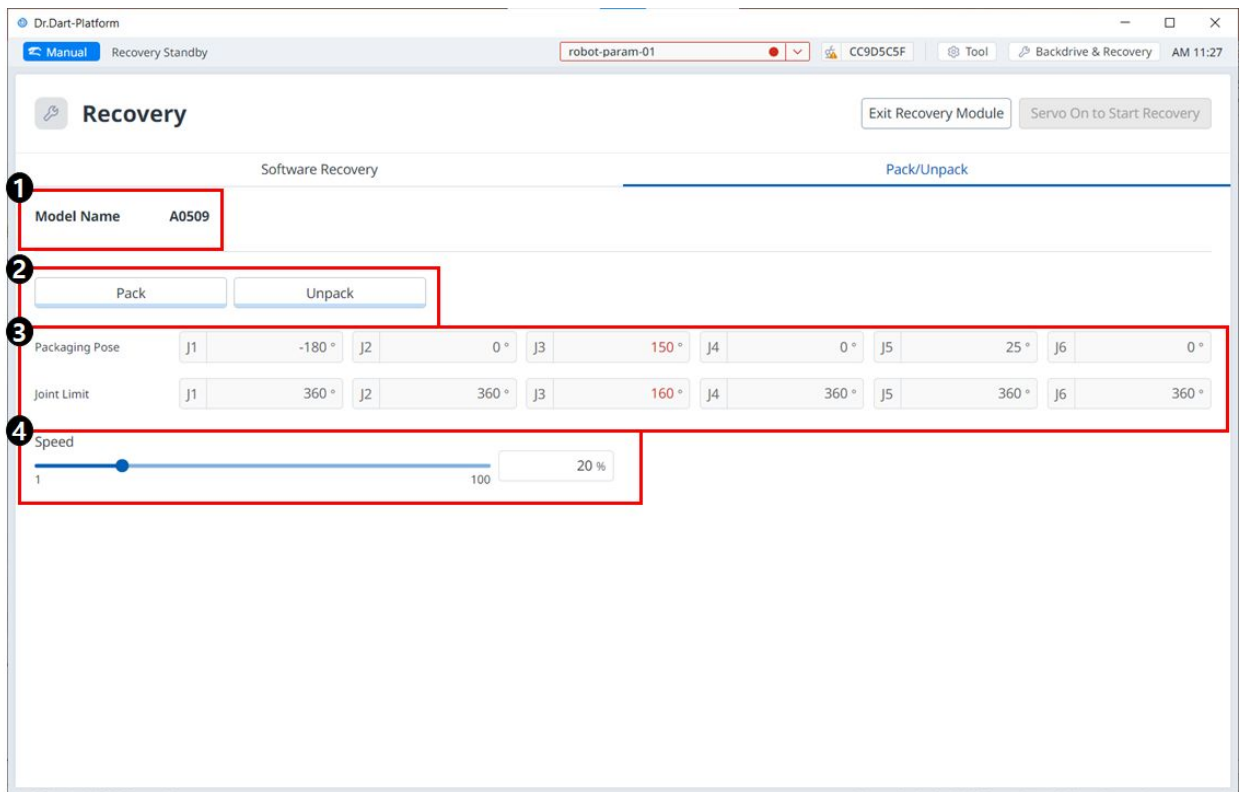 Dr.Dart-Platform
Manual Recovery Standby robot-param-01 CC9D5C5F Tool Backdrive & Recovery AM 11:27
Recovery Exit Recovery Module Servo On to Start Recovery
Software Recovery Pack/Unpack
1
Model Name A0509
2
Pack Unpack
3
Packaging Pose J1 -180 ° J2 0 ° J3 150 ° J4 0 ° J5 25 ° J6 0 °
Joint Limit J1 360 ° J2 360 ° J3 160 ° J4 360 ° J5 360 ° J6 360 °
4
Speed
20 %
1 100